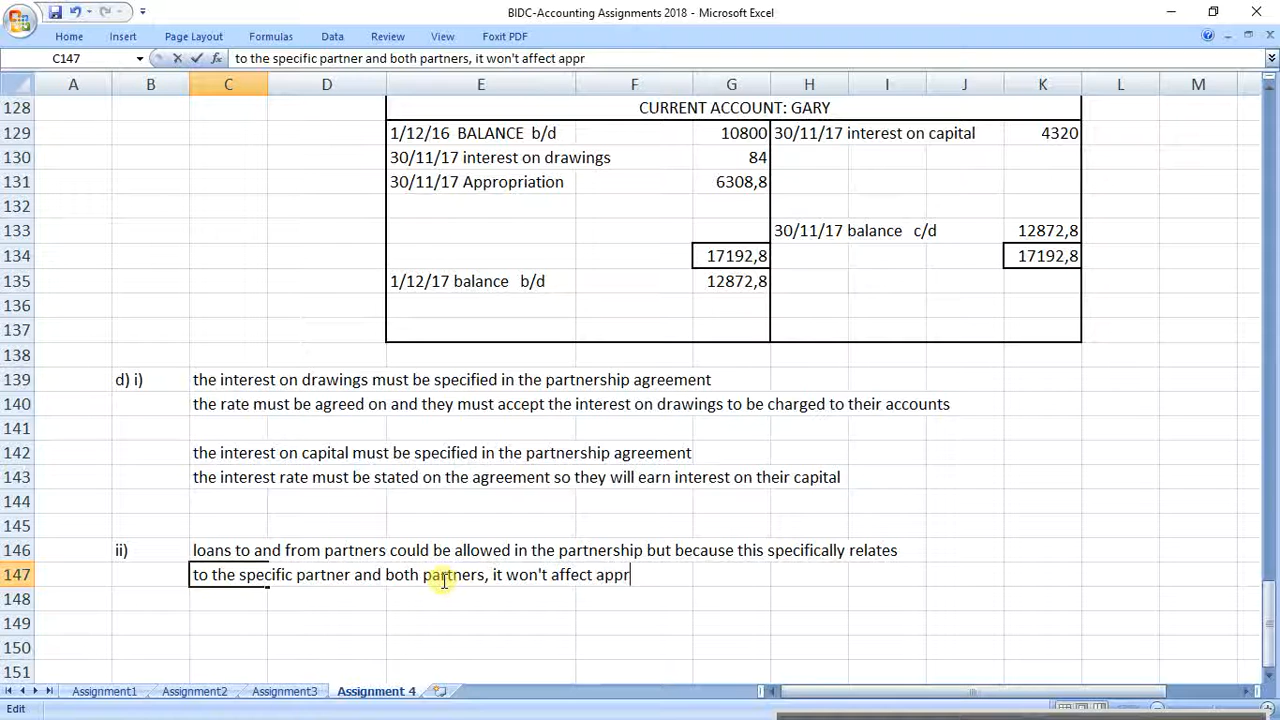 BIDC-Accounting Assignments 2018 - Microsoft Excel
Home Insert Page Layout Formulas Data Review View Foxit PDF
C147 fx to the specific partner and both partners, it won't affect appr
A B C D E F G H I J K L M
128 CURRENT ACCOUNT: GARY
129 1/12/16 BALANCE b/d 10800 30/11/17 interest on capital 4320
130 30/11/17 interest on drawings 84
131 30/11/17 Appropriation 6308,8
132
133 30/11/17 balance c/d 12872,8
134 17192,8 17192,8
135 1/12/17 balance b/d 12872,8
136
137
138
139 d) i) the interest on drawings must be specified in the partnership agreement
140 the rate must be agreed on and they must accept the interest on drawings to be charged to their accounts
141
142 the interest on capital must be specified in the partnership agreement
143 the interest rate must be stated on the agreement so they will earn interest on their capital
144
145
146 ii) loans to and from partners could be allowed in the partnership but because this specifically relates
147 to the specific partner and both partners, it won't affect appr
148
149
150
151
Assignment1 Assignment2 Assignment3 Assignment 4
Edit